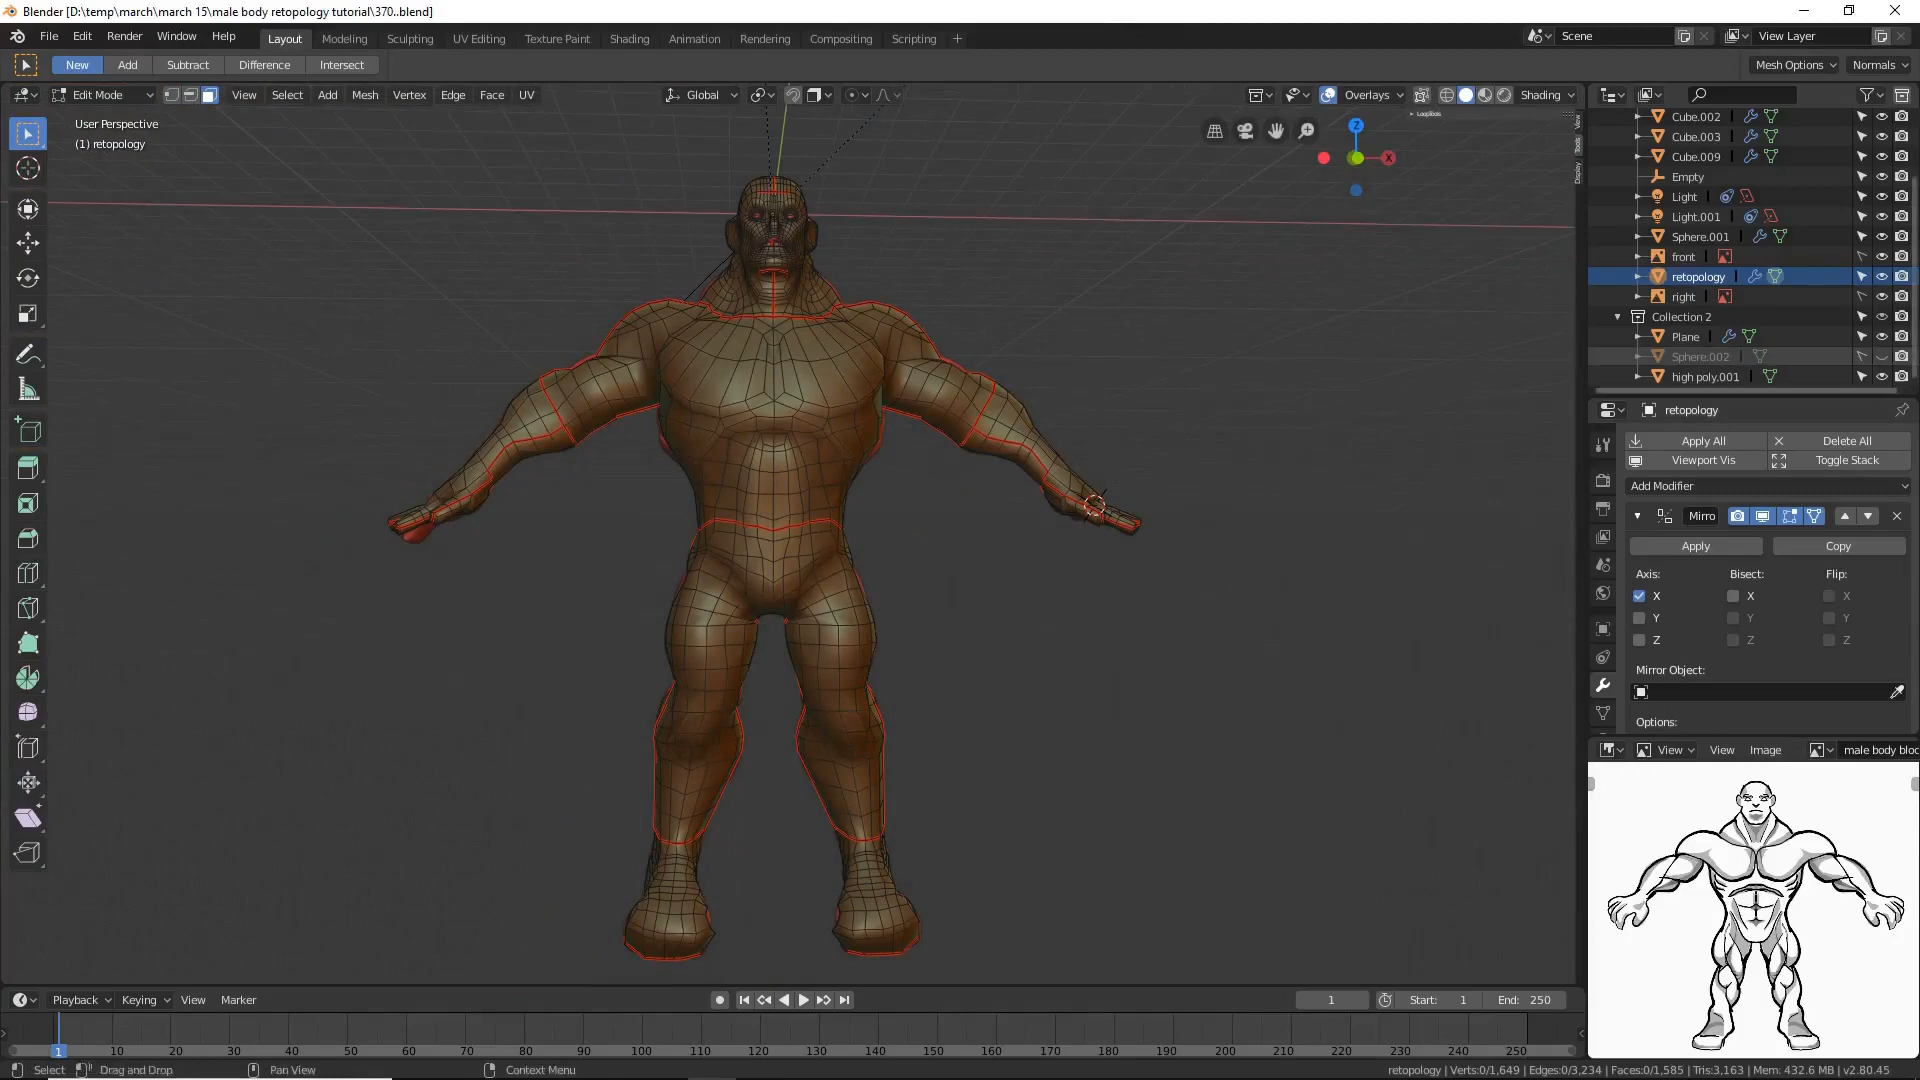 Blender [D:\temp\march\march 15\male body retopology tutorial\370..blend]
File Edit Render Window Help Layout Modeling Sculpting UV Editing Texture Paint Shading Animation Rendering Compositing Scripting + Scene View Layer
New Add Subtract Difference Intersect Mesh Options Normals
Edit Mode View Select Add Mesh Vertex Edge Face UV Global Overlays Shading
LoopTools
View
Tools
Display
User Perspective
(1) retopology
Z
X
Cube.002
Cube.003
Cube.009
Empty
Light
Light.001
Sphere.001
front
retopology
right
Collection 2
Plane
Sphere.002
high poly.001
retopology
Apply All Delete All
Viewport Vis Toggle Stack
Add Modifier
Mirro
Apply Copy
Axis: Bisect: Flip:
X X X
Y Y Y
Z Z Z
Mirror Object:
Options:
View View Image male body bloc
Playback Keying View Marker 1 Start: 1 End: 250
1 10 20 30 40 50 60 70 80 90 100 110 120 130 140 150 160 170 180 190 200 210 220 230 240 250
Select Drag and Drop Pan View Context Menu retopology | Verts:0/1,649 | Edges:0/3,234 | Faces:0/1,585 | Tris:3,163 | Mem: 432.6 MB | v2.80.45